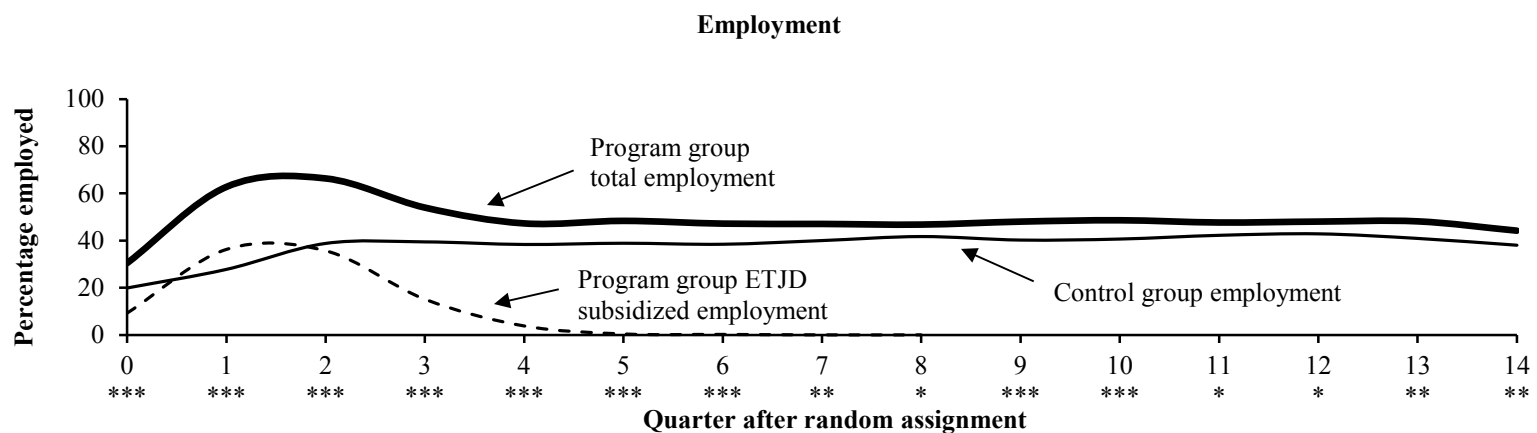 Employment
Percentage employed
100
80
60
40
20
0
Program group
total employment
Program group ETJD
subsidized employment
Control group employment
0 1 2 3 4 5 6 7 8 9 10 11 12 13 14
*** *** *** *** *** *** *** ** * *** *** * * ** **
Quarter after random assignment